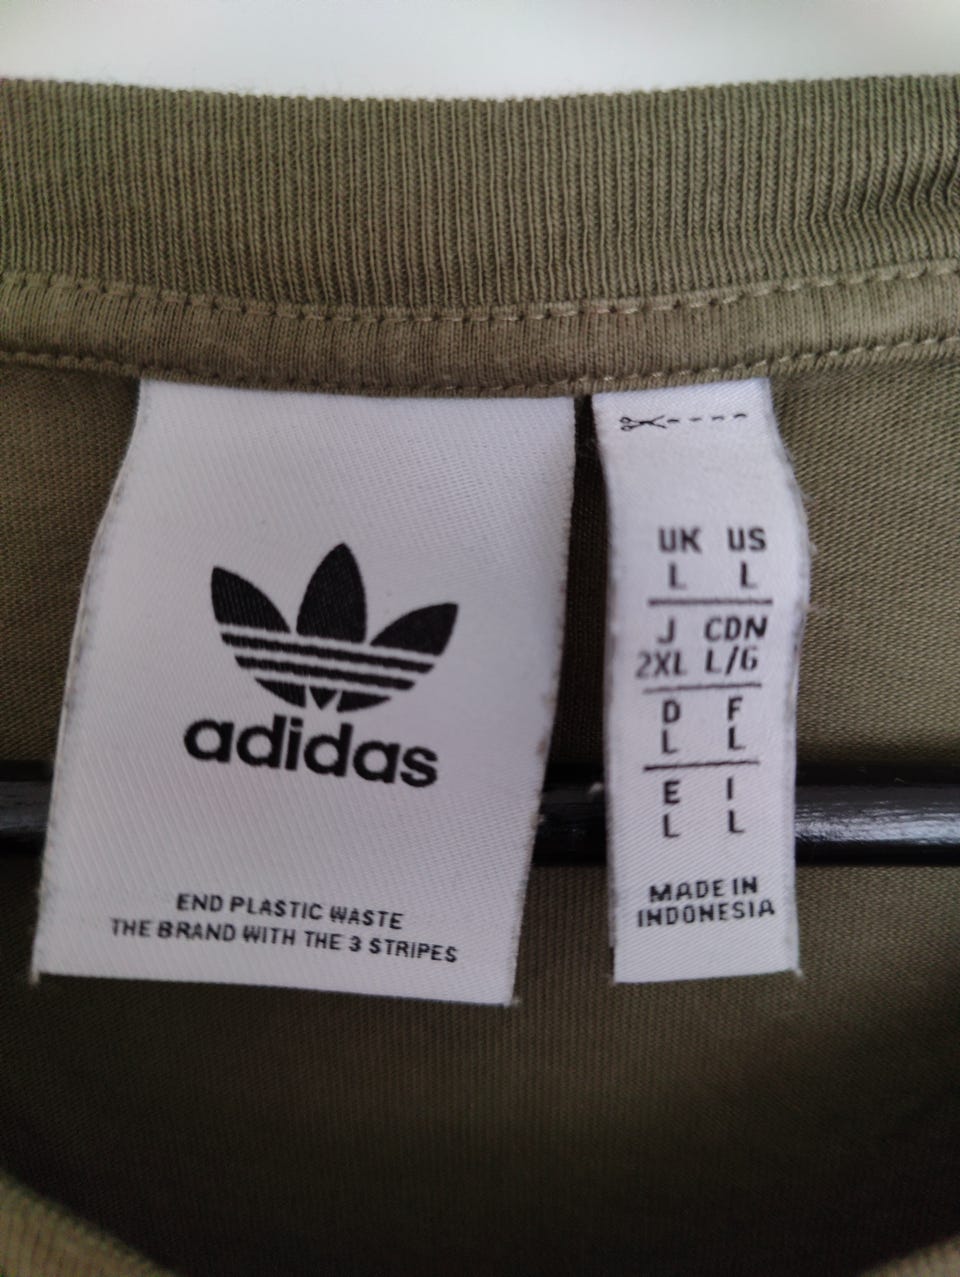 adidas
END PLASTIC WASTE
THE BRAND WITH THE 3 STRIPES
UK US
L L
J CDN
2XL L/G
D F
L L
E I
L L
MADE IN
INDONESIA